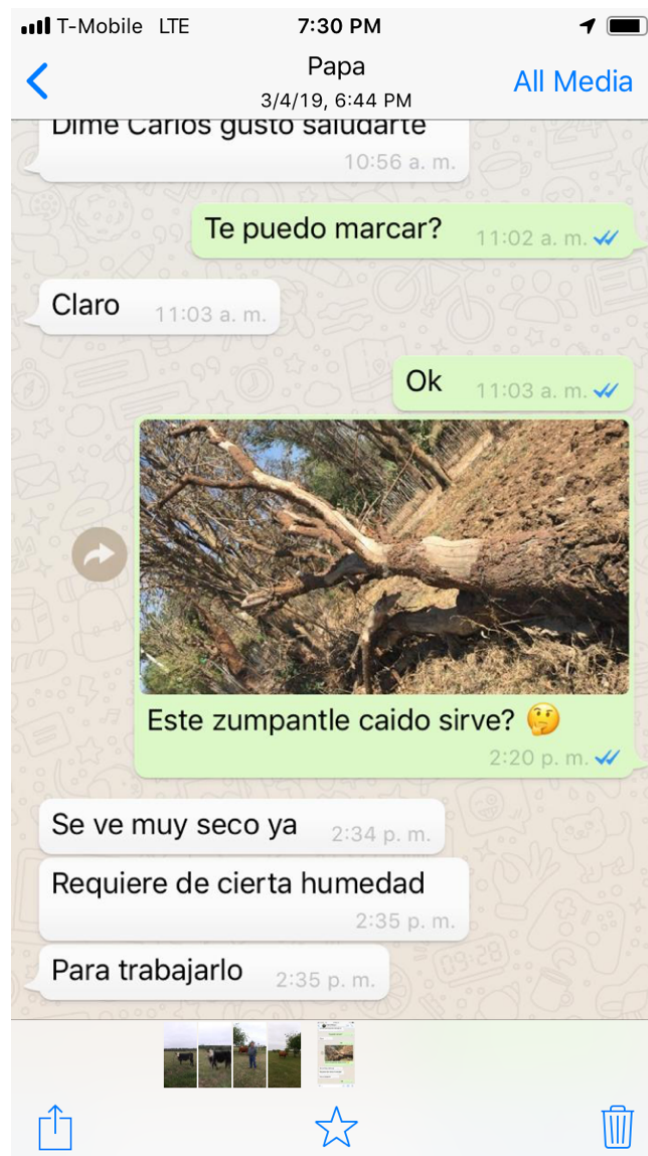 T-Mobile LTE 7:30 PM
Papa
3/4/19, 6:44 PM
All Media
Dime Carlos gusto saludarte
10:56 a. m.
Te puedo marcar? 11:02 a. m.
Claro 11:03 a. m.
Ok 11:03 a. m.
Este zumpantle caido sirve? 🤔
2:20 p. m.
Se ve muy seco ya 2:34 p. m.
Requiere de cierta humedad
2:35 p. m.
Para trabajarlo 2:35 p. m.